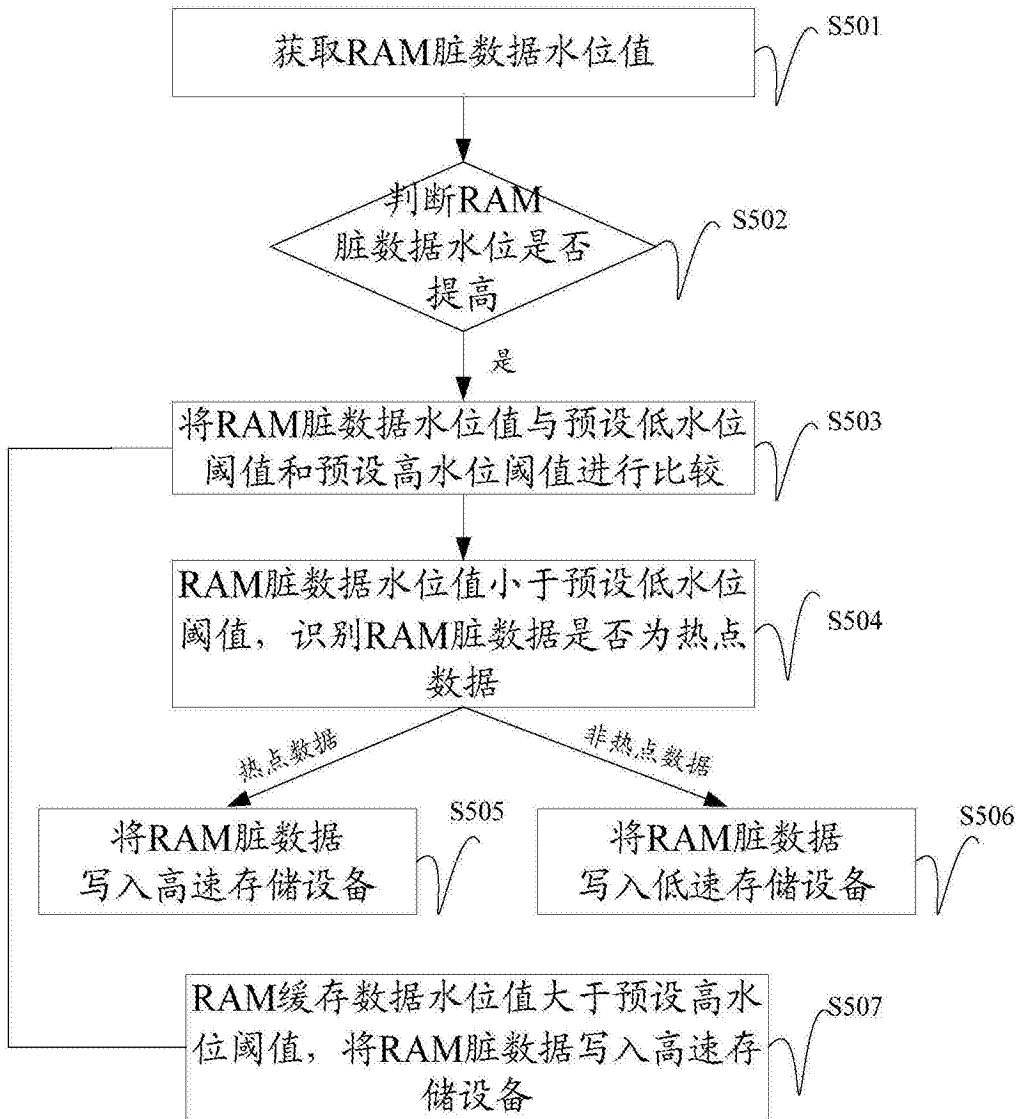 获取RAM脏数据水位值
S501
判断RAM
脏数据水位是否
提高
S502
是
将RAM脏数据水位值与预设低水位
阈值和预设高水位阈值进行比较
S503
RAM脏数据水位值小于预设低水位
阈值，识别RAM脏数据是否为热点
数据
S504
热点数据
非热点数据
将RAM脏数据
写入高速存储设备
S505
将RAM脏数据
写入低速存储设备
S506
RAM缓存数据水位值大于预设高水
位阈值，将RAM脏数据写入高速存
储设备
S507